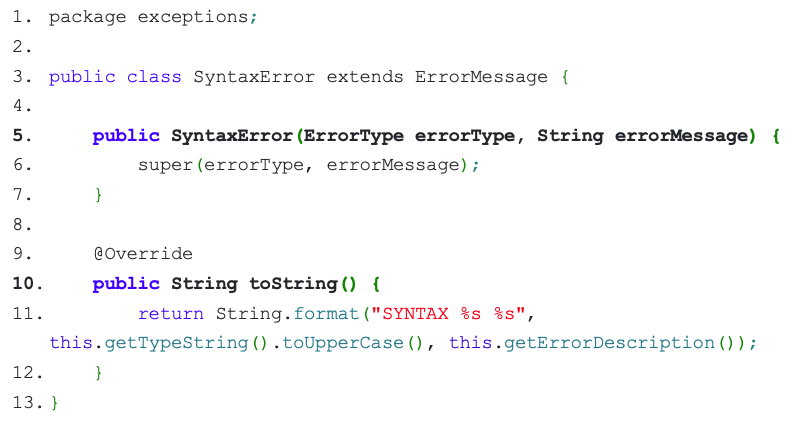 1. package exceptions;
2.
3. public class SyntaxError extends ErrorMessage {
4.
5.     public SyntaxError(ErrorType errorType, String errorMessage) {
6.         super(errorType, errorMessage);
7.     }
8.
9.     @Override
10.     public String toString() {
11.         return String.format("SYNTAX %s %s",
this.getTypeString().toUpperCase(), this.getErrorDescription());
12.     }
13. }